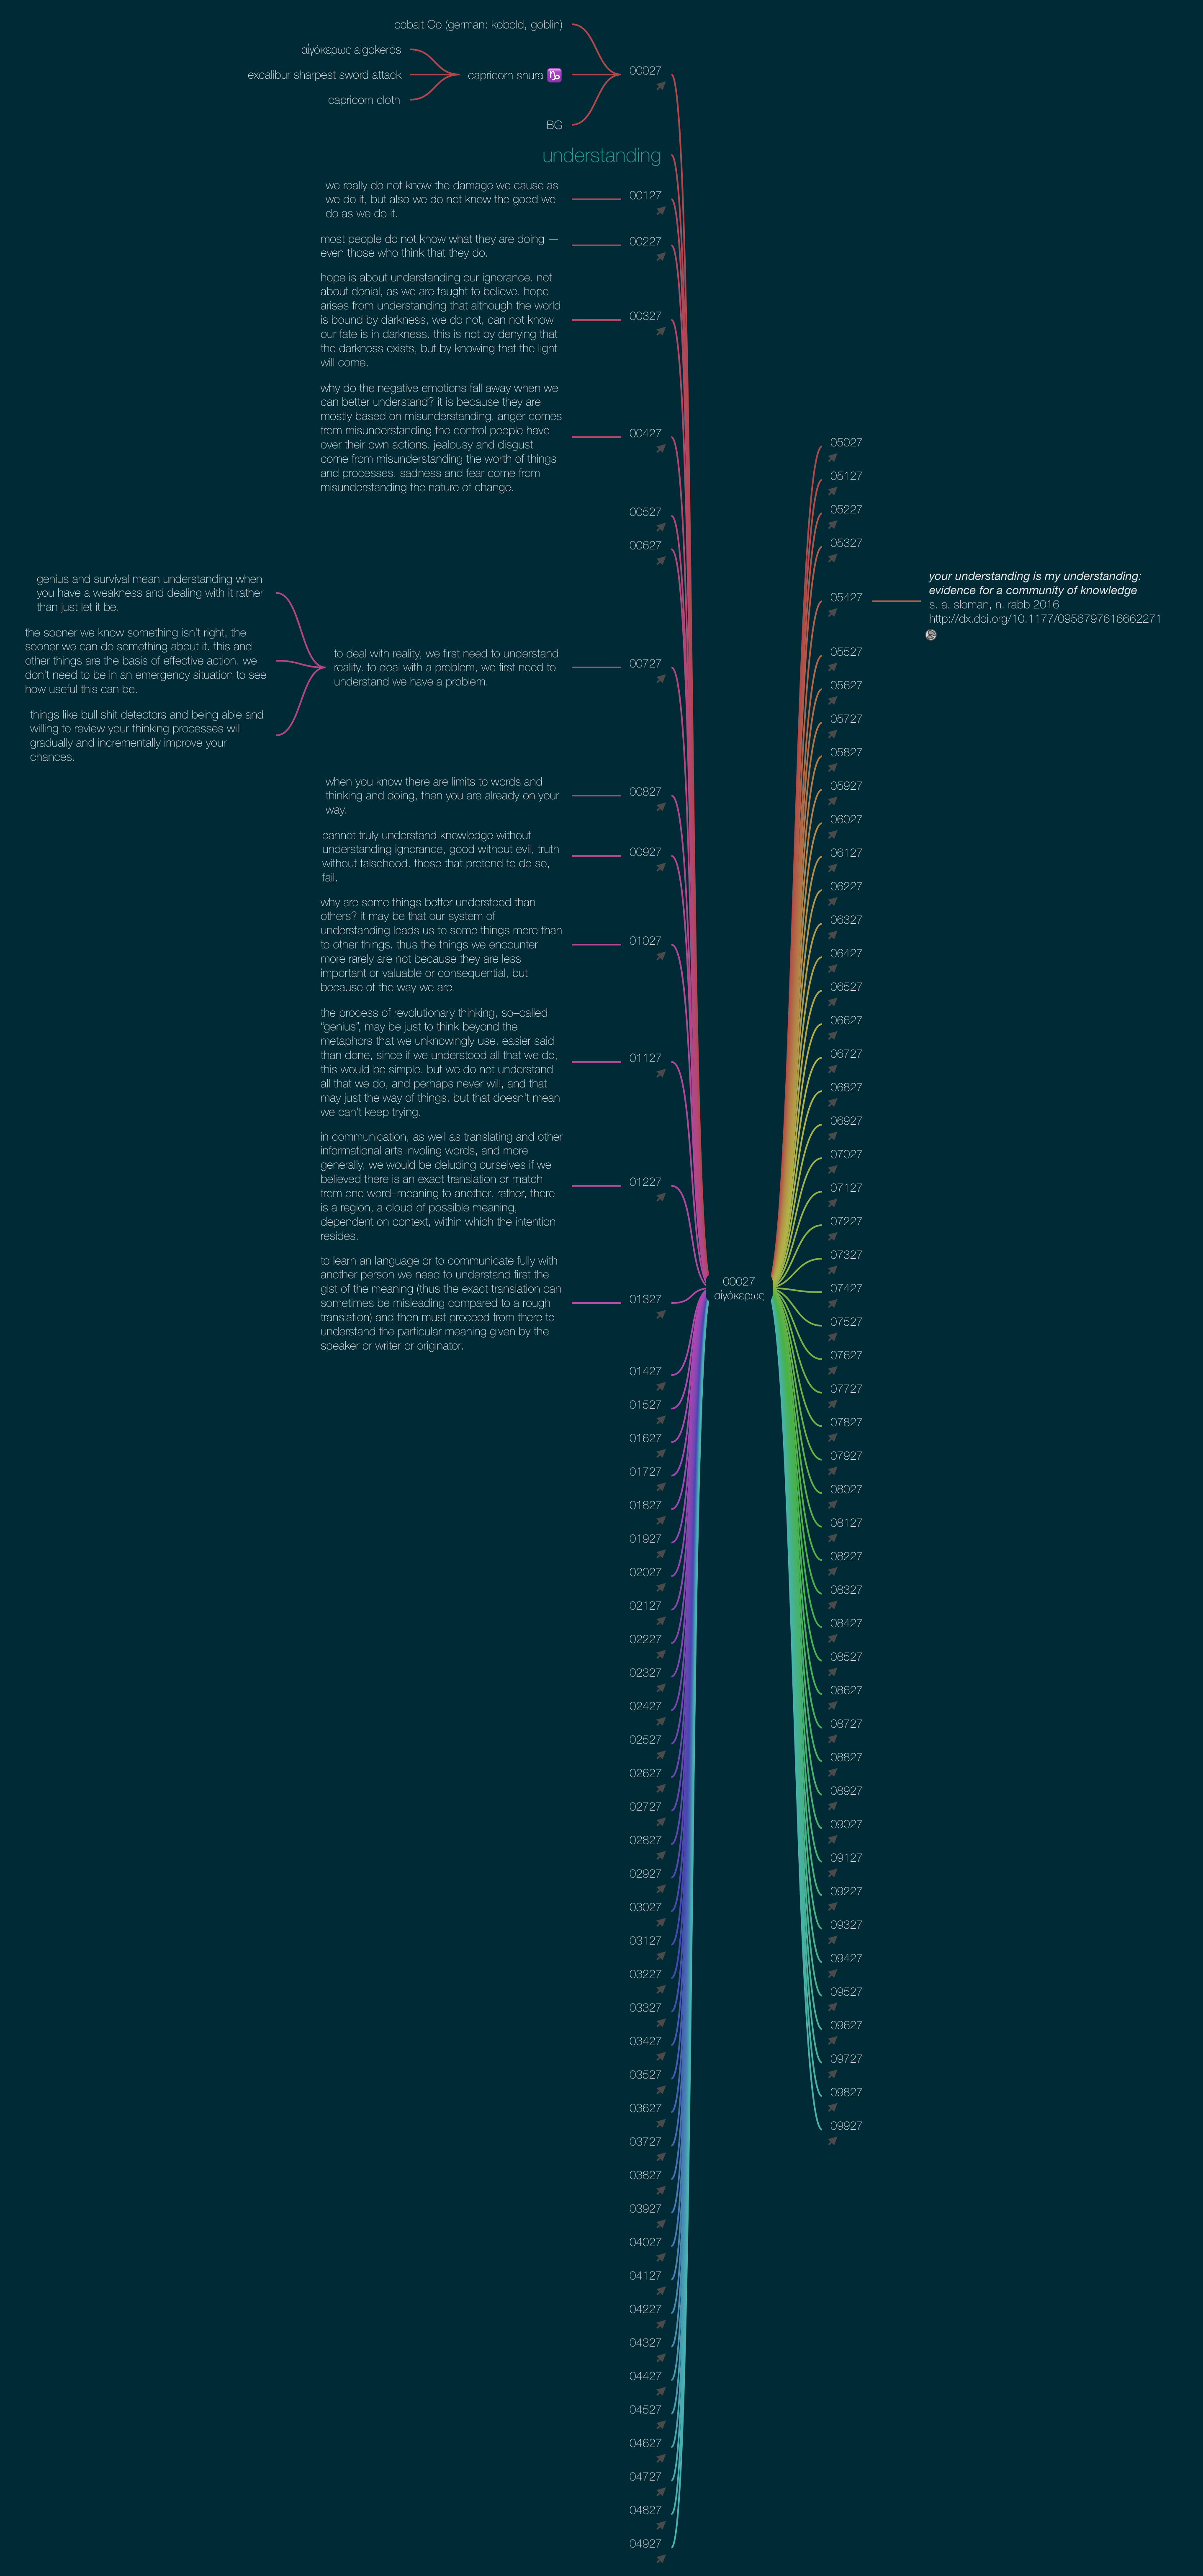 cobalt Co (german: kobold, goblin)
αἰγόκερως aigokerōs
excalibur sharpest sword attack
capricorn cloth
capricorn shura ♑
BG
00027
understanding
we really do not know the damage we cause as
we do it, but also we do not know the good we
do as we do it.
00127
most people do not know what they are doing —
even those who think that they do.
00227
hope is about understanding our ignorance. not
about denial, as we are taught to believe. hope
arises from understanding that although the world
is bound by darkness, we do not, can not know
our fate is in darkness. this is not by denying that
the darkness exists, but by knowing that the light
will come.
00327
why do the negative emotions fall away when we
can better understand? it is because they are
mostly based on misunderstanding. anger comes
from misunderstanding the control people have
over their own actions. jealousy and disgust
come from misunderstanding the worth of things
and processes. sadness and fear come from
misunderstanding the nature of change.
00427
00527
00627
genius and survival mean understanding when
you have a weakness and dealing with it rather
than just let it be.
the sooner we know something isn't right, the
sooner we can do something about it. this and
other things are the basis of effective action. we
don't need to be in an emergency situation to see
how useful this can be.
things like bull shit detectors and being able and
willing to review your thinking processes will
gradually and incrementally improve your
chances.
to deal with reality, we first need to understand
reality. to deal with a problem, we first need to
understand we have a problem.
00727
when you know there are limits to words and
thinking and doing, then you are already on your
way.
00827
cannot truly understand knowledge without
understanding ignorance, good without evil, truth
without falsehood. those that pretend to do so,
fail.
00927
why are some things better understood than
others? it may be that our system of
understanding leads us to some things more than
to other things. thus the things we encounter
more rarely are not because they are less
important or valuable or consequential, but
because of the way we are.
01027
the process of revolutionary thinking, so–called
"genius", may be just to think beyond the
metaphors that we unknowingly use. easier said
than done, since if we understood all that we do,
this would be simple. but we do not understand
all that we do, and perhaps never will, and that
may just the way of things. but that doesn't mean
we can't keep trying.
01127
in communication, as well as translating and other
informational arts involing words, and more
generally, we would be deluding ourselves if we
believed there is an exact translation or match
from one word–meaning to another. rather, there
is a region, a cloud of possible meaning,
dependent on context, within which the intention
resides.
01227
to learn an language or to communicate fully with
another person we need to understand first the
gist of the meaning (thus the exact translation can
sometimes be misleading compared to a rough
translation) and then must proceed from there to
understand the particular meaning given by the
speaker or writer or originator.
01327
01427
01527
01627
01727
01827
01927
02027
02127
02227
02327
02427
02527
02627
02727
02827
02927
03027
03127
03227
03327
03427
03527
03627
03727
03827
03927
04027
04127
04227
04327
04427
04527
04627
04727
04827
04927
00027
αἰγόκερως
05027
05127
05227
05327
05427
your understanding is my understanding:
evidence for a community of knowledge
s. a. sloman, n. rabb 2016
http://dx.doi.org/10.1177/0956797616662271
05527
05627
05727
05827
05927
06027
06127
06227
06327
06427
06527
06627
06727
06827
06927
07027
07127
07227
07327
07427
07527
07627
07727
07827
07927
08027
08127
08227
08327
08427
08527
08627
08727
08827
08927
09027
09127
09227
09327
09427
09527
09627
09727
09827
09927